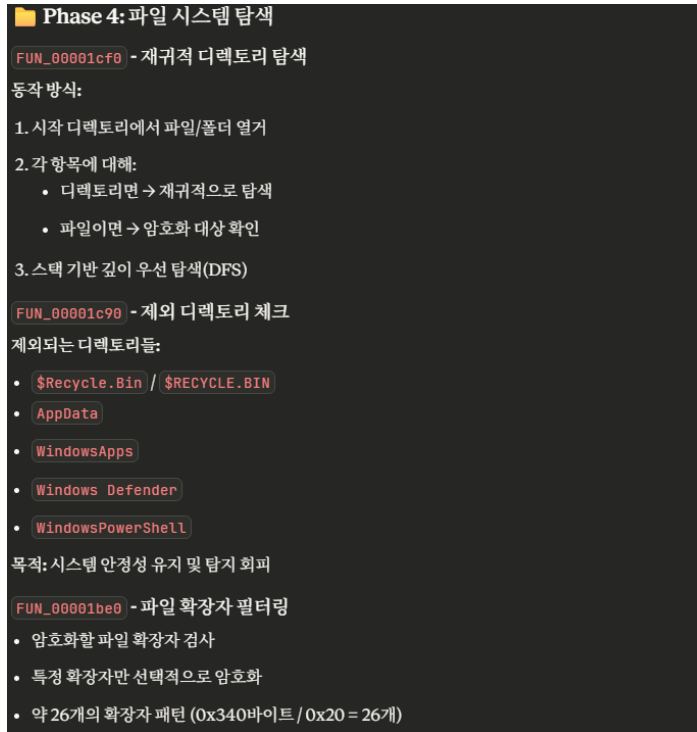 📁 Phase 4: 파일 시스템 탐색
FUN_00001cf0 - 재귀적 디렉토리 탐색
동작 방식:
1. 시작 디렉토리에서 파일/폴더 열거
2. 각 항목에 대해:
• 디렉토리면 → 재귀적으로 탐색
• 파일이면 → 암호화 대상 확인
3. 스택 기반 깊이 우선 탐색(DFS)
FUN_00001c90 - 제외 디렉토리 체크
제외되는 디렉토리들:
• $Recycle.Bin / $RECYCLE.BIN
• AppData
• WindowsApps
• Windows Defender
• WindowsPowerShell
목적: 시스템 안정성 유지 및 탐지 회피
FUN_00001be0 - 파일 확장자 필터링
• 암호화할 파일 확장자 검사
• 특정 확장자만 선택적으로 암호화
• 약 26개의 확장자 패턴 (0x340바이트 / 0x20 = 26개)